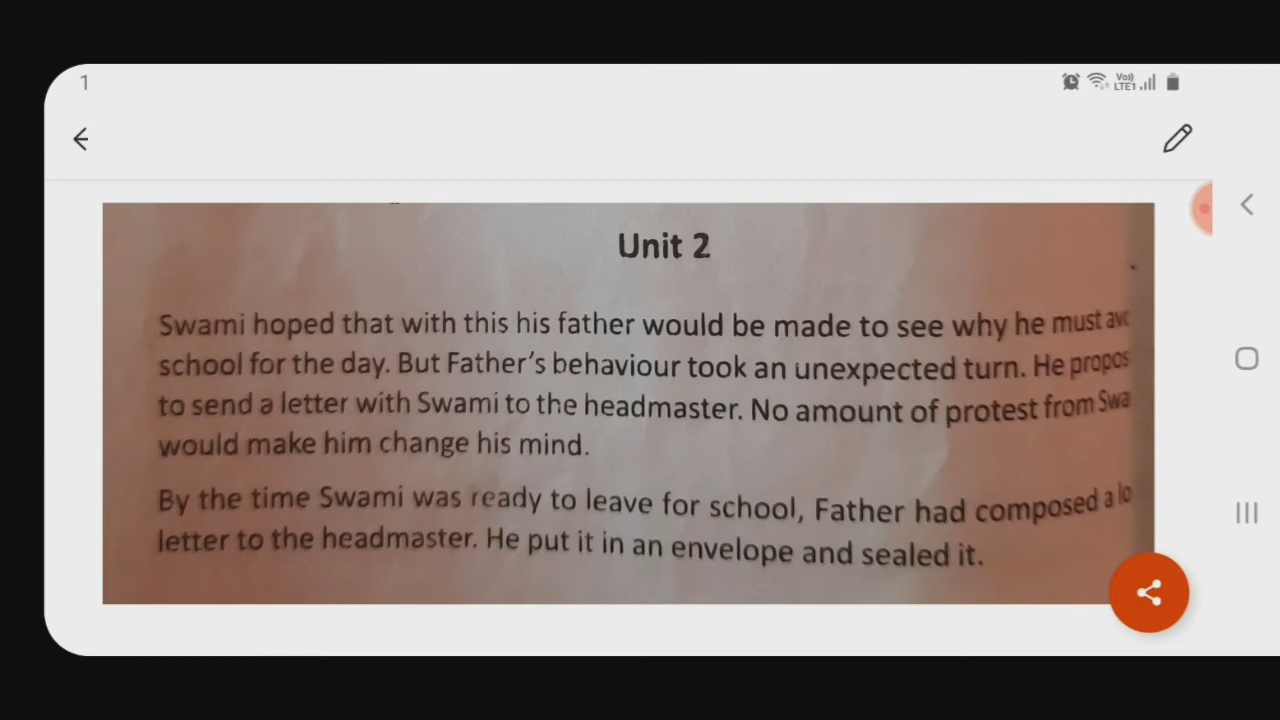 1
Vo))
LTE1
Unit 2
Swami hoped that with this his father would be made to see why he must
school for the day. But Father's behaviour took an unexpected turn. He
to send a letter with Swami to the headmaster. No amount of protest from
would make him change his mind.
By the time Swami was ready to leave for school, Father had composed a
letter to the headmaster. He put it in an envelope and sealed it.